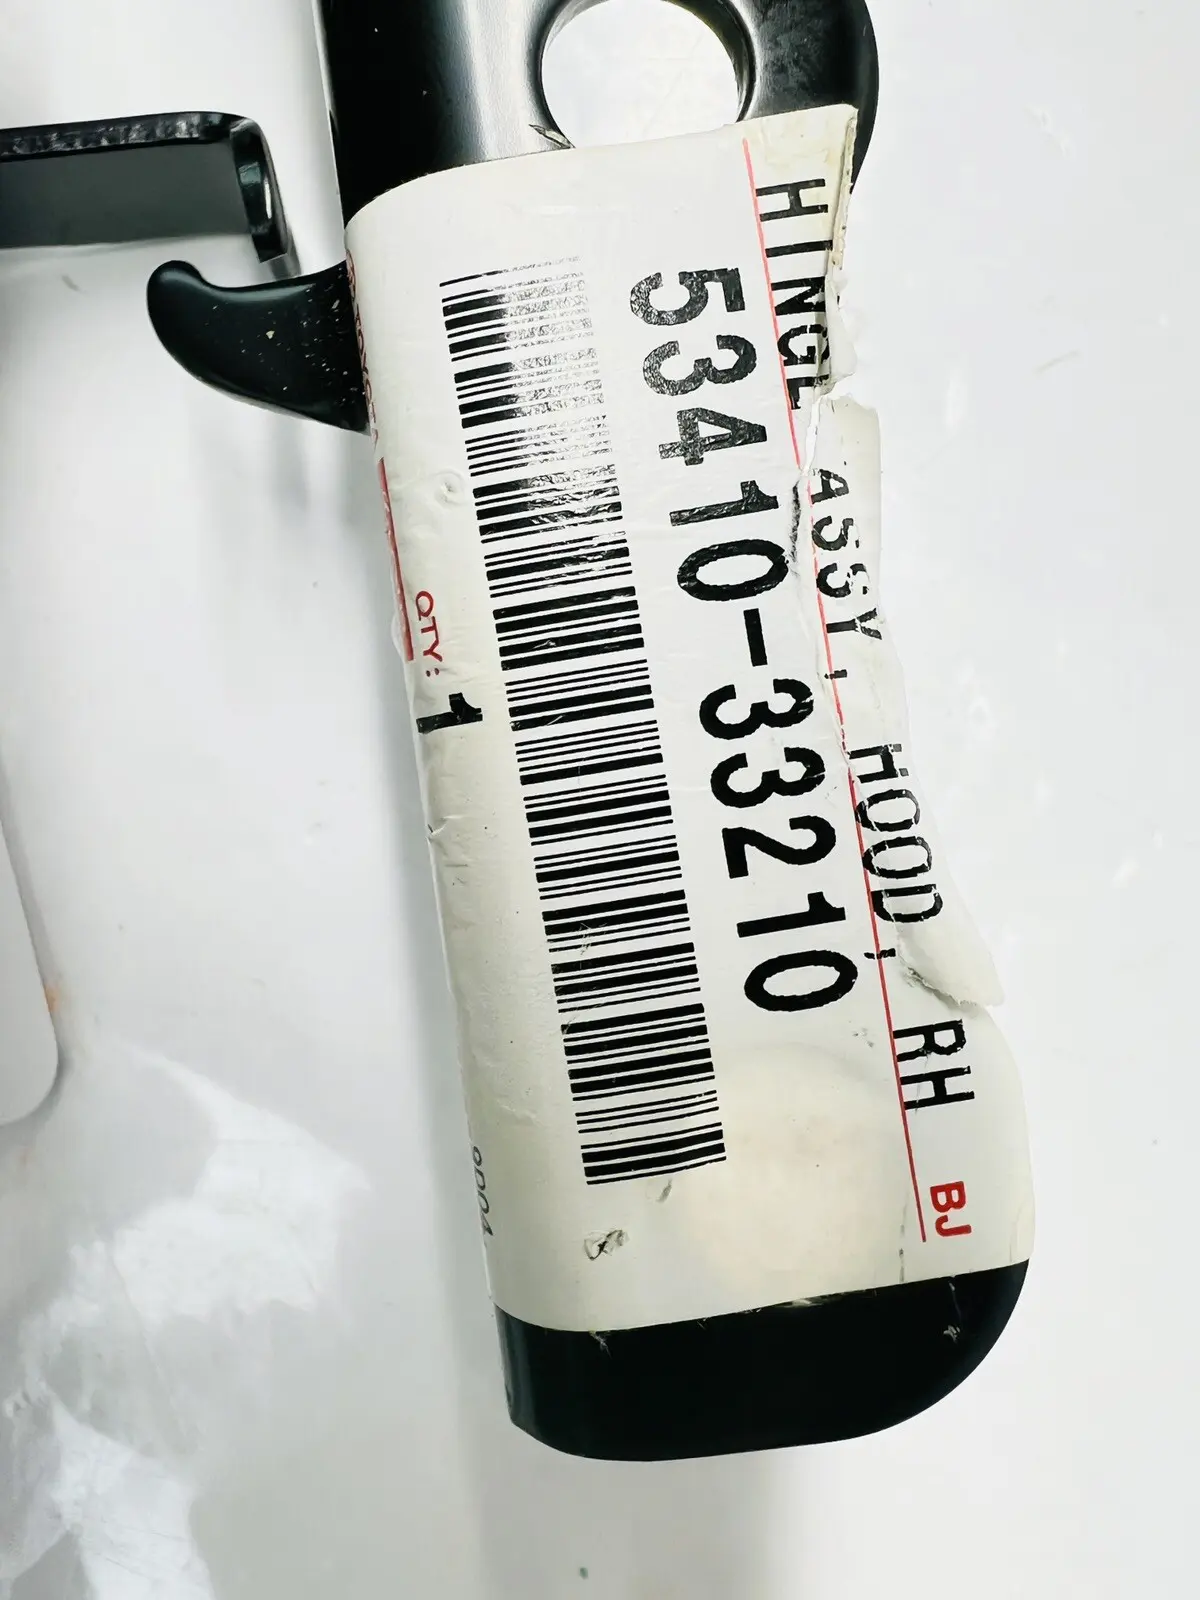 HINGE ASSY, HOOD, RH BJ
53410-33210
QTY: 1